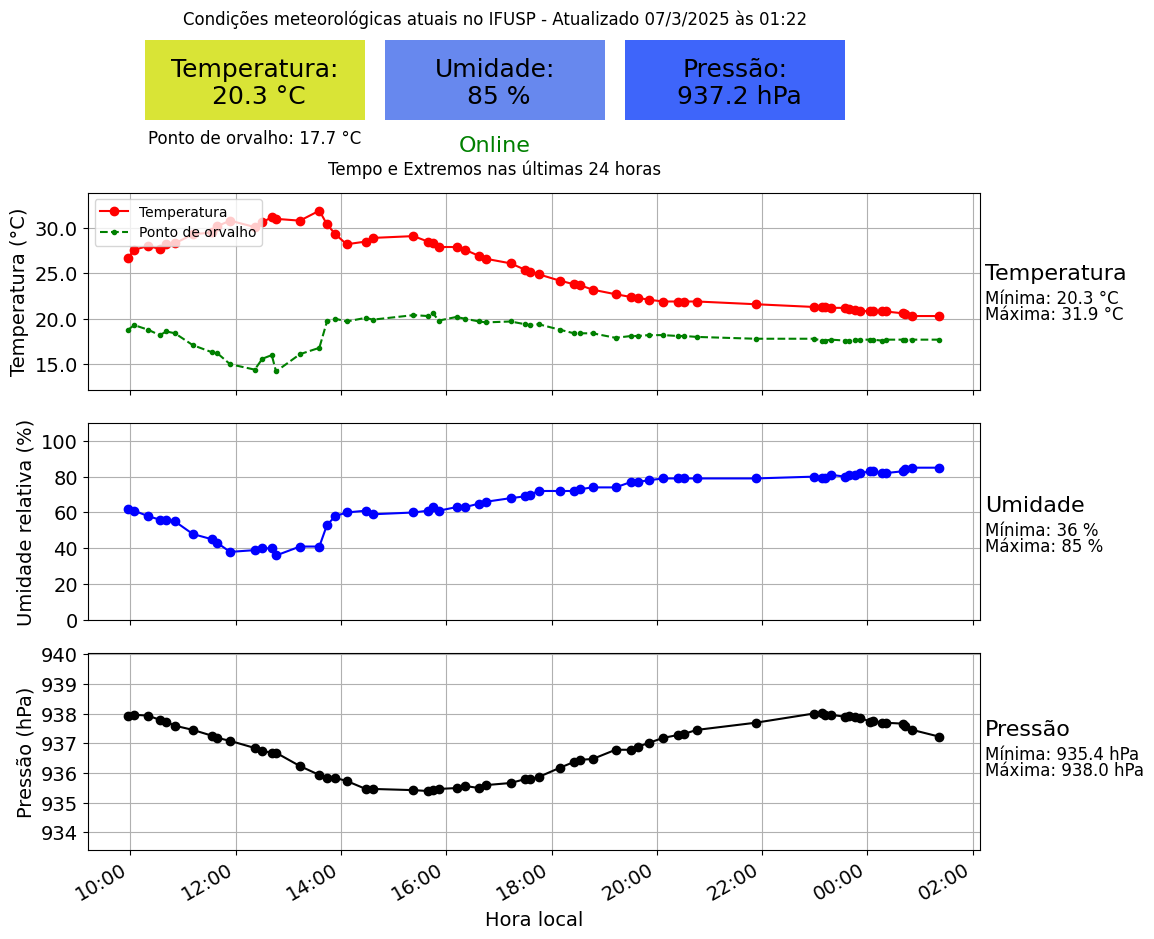 Condições meteorológicas atuais no IFUSP - Atualizado 07/3/2025 às 01:22
Temperatura:
20.3 °C
Umidade:
85 %
Pressão:
937.2 hPa
Ponto de orvalho: 17.7 °C
Online
Tempo e Extremos nas últimas 24 horas
Temperatura (°C)
30.0
25.0
20.0
15.0
Temperatura
Ponto de orvalho
Temperatura
Mínima: 20.3 °C
Máxima: 31.9 °C
Umidade relativa (%)
100
80
60
40
20
0
Umidade
Mínima: 36 %
Máxima: 85 %
Pressão (hPa)
940
939
938
937
936
935
934
Pressão
Mínima: 935.4 hPa
Máxima: 938.0 hPa
10:00
12:00
14:00
16:00
18:00
20:00
22:00
00:00
02:00
Hora local